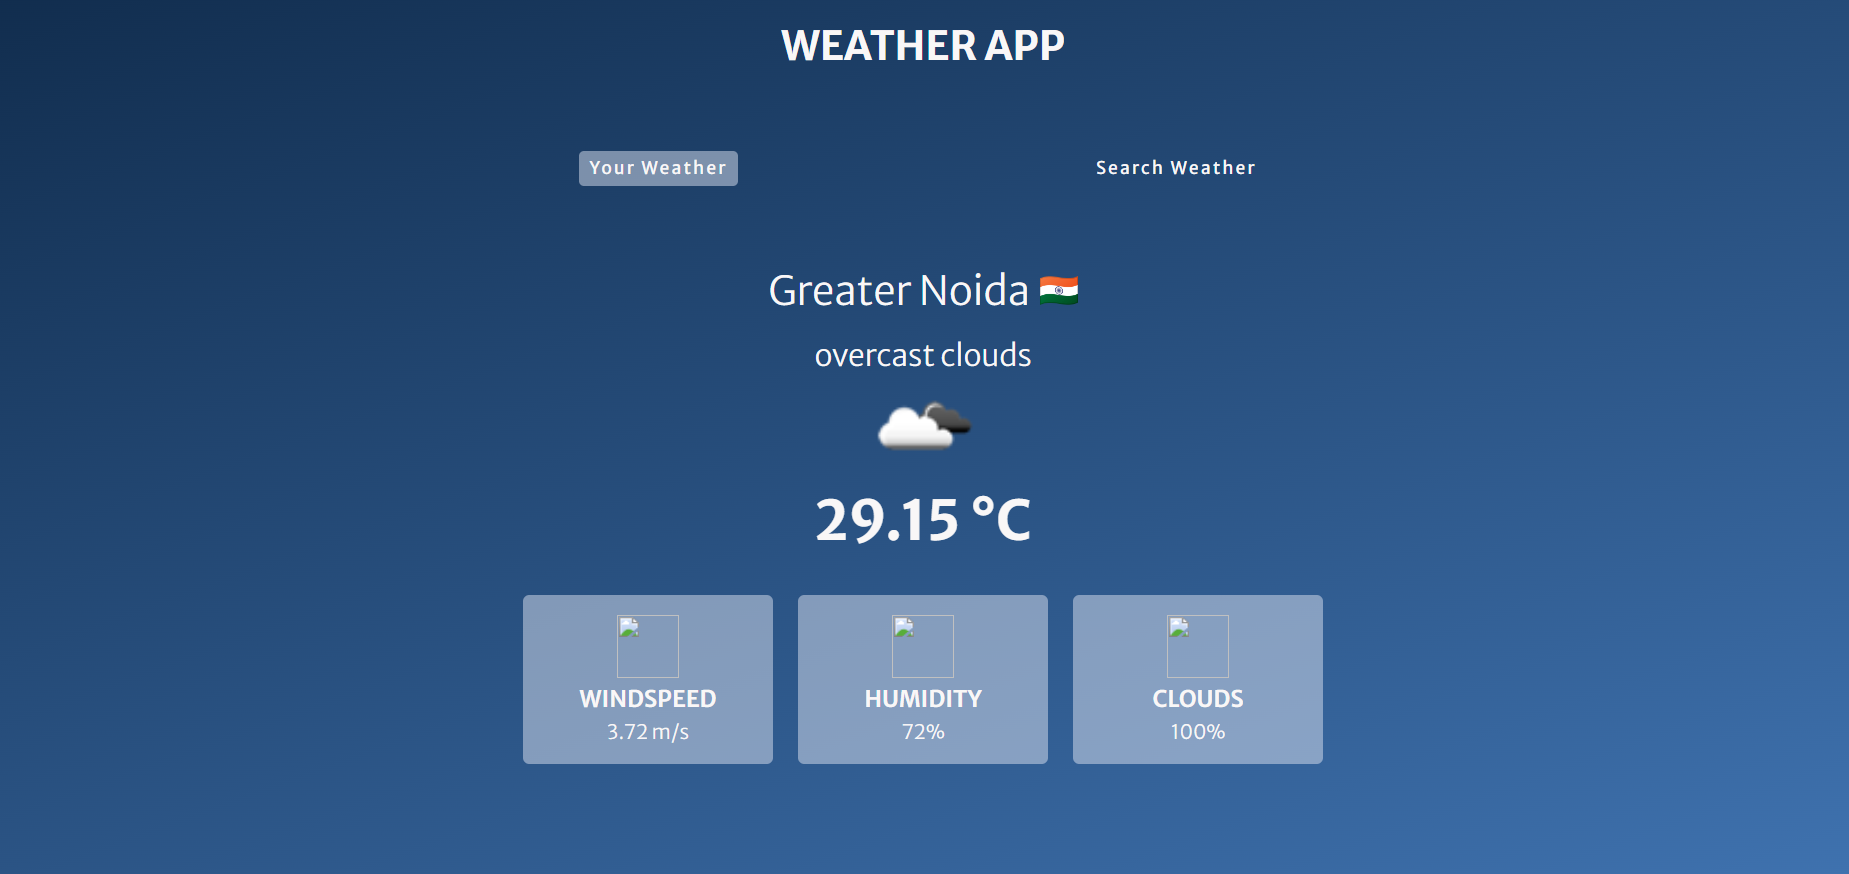 WEATHER APP
Your Weather
Search Weather
Greater Noida
overcast clouds
29.15 °C
WINDSPEED
3.72 m/s
HUMIDITY
72%
CLOUDS
100%